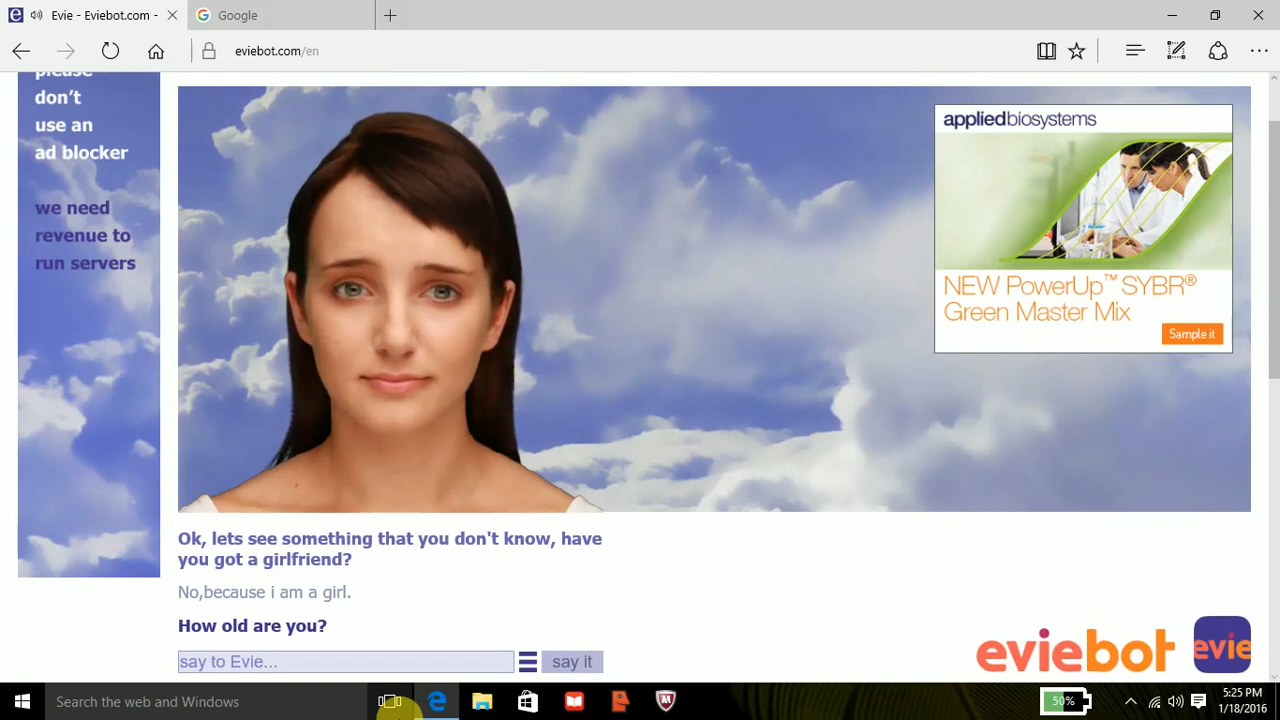 Evie - Eviebot.com -
Google
eviebot.com/en
please
don't
use an
ad blocker
we need
revenue to
run servers
appliedbiosystems
NEW PowerUp™ SYBR®
Green Master Mix
Sample it
Ok, lets see something that you don't know, have
you got a girlfriend?
No,because i am a girl.
How old are you?
say to Evie...
say it
eviebot
evie
Search the web and Windows
50%
5:25 PM
1/18/2016